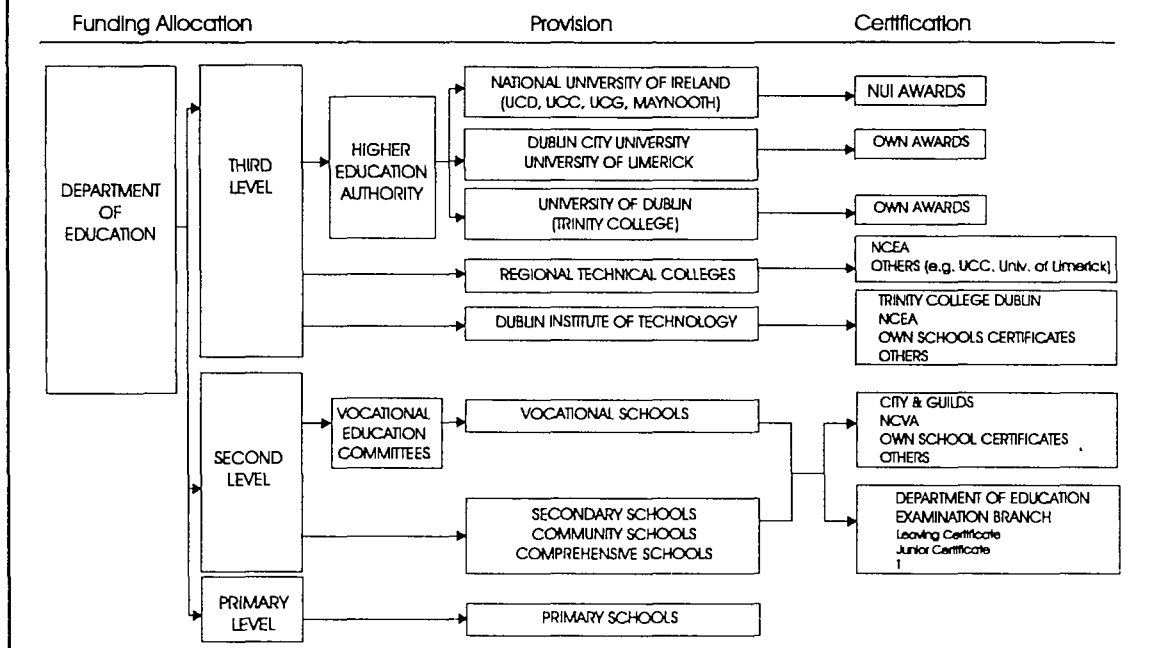 Funding Allocation
Provision
Certification
DEPARTMENT
OF
EDUCATION
THIRD
LEVEL
HIGHER
EDUCATION
AUTHORITY
NATIONAL UNIVERSITY OF IRELAND
(UCD, UCC, UCG, MAYNOOTH)
NUI AWARDS
DUBLIN CITY UNIVERSITY
UNIVERSITY OF LIMERICK
OWN AWARDS
UNIVERSITY OF DUBLIN
(TRINITY COLLEGE)
OWN AWARDS
REGIONAL TECHNICAL COLLEGES
NCEA
OTHERS (e.g. UCC, Univ. of Limerick)
DUBLIN INSTITUTE OF TECHNOLOGY
TRINITY COLLEGE DUBLIN
NCEA
OWN SCHOOLS CERTIFICATES
OTHERS
SECOND
LEVEL
VOCATIONAL
EDUCATION
COMMITTEES
VOCATIONAL SCHOOLS
CITY & GUILDS
NCVA
OWN SCHOOL CERTIFICATES
OTHERS
SECONDARY SCHOOLS
COMMUNITY SCHOOLS
COMPREHENSIVE SCHOOLS
DEPARTMENT OF EDUCATION
EXAMINATION BRANCH
Leaving Certificate
Junior Certificate
PRIMARY
LEVEL
PRIMARY SCHOOLS